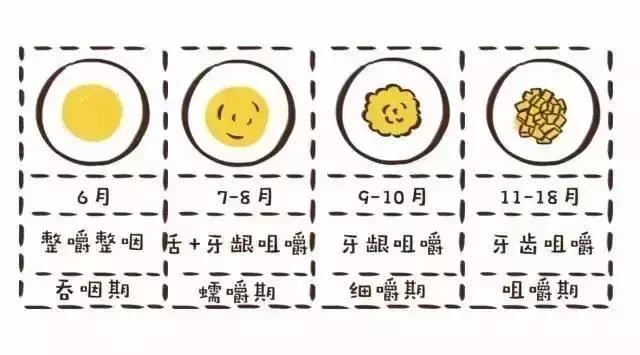 6月
7-8月
9-10月
11-18月
整嚼整咽
舌+牙龈咀嚼
牙龈咀嚼
牙齿咀嚼
吞咽期
蠕嚼期
细嚼期
咀嚼期